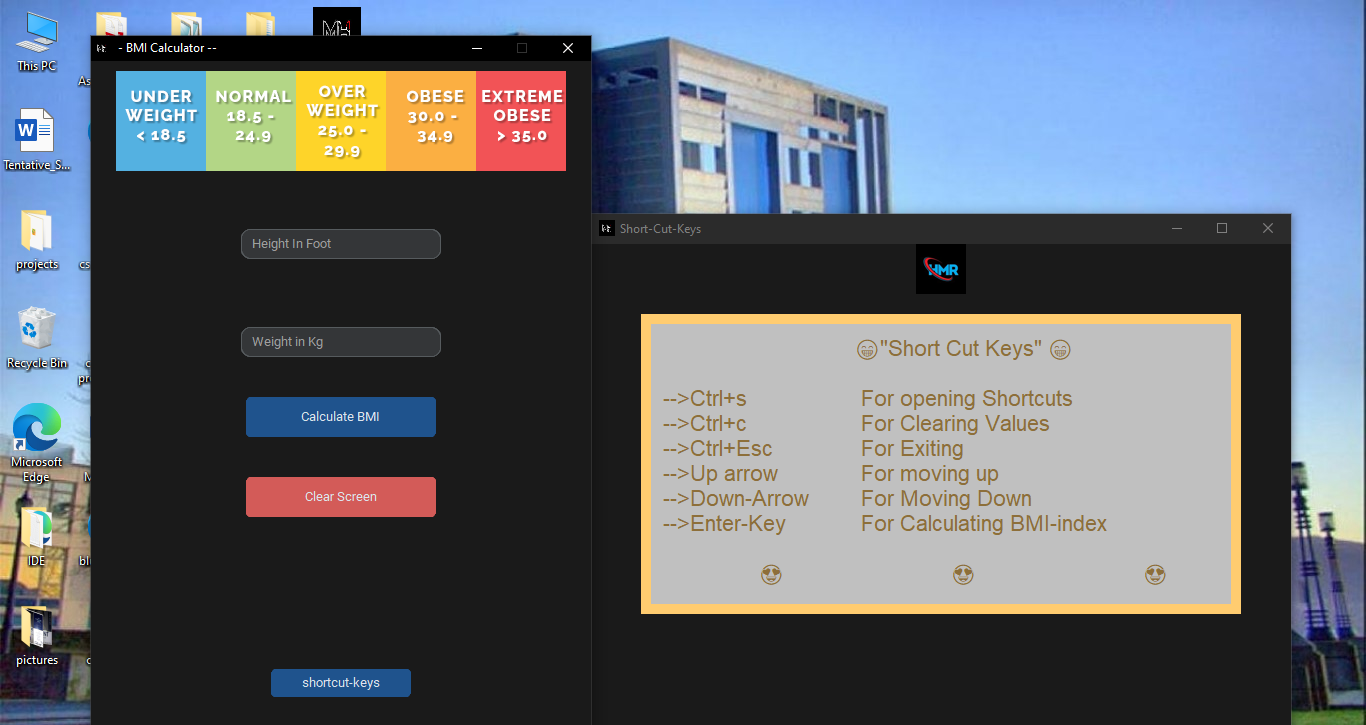 This PC
Tentative_S...
projects
Recycle Bin
Microsoft
Edge
IDE
pictures
- BMI Calculator --
UNDER
WEIGHT
< 18.5
NORMAL
18.5 -
24.9
OVER
WEIGHT
25.0 -
29.9
OBESE
30.0 -
34.9
EXTREME
OBESE
> 35.0
Height In Foot
Weight in Kg
Calculate BMI
Clear Screen
shortcut-keys
Short-Cut-Keys
HMR
😁"Short Cut Keys" 😁
-->Ctrl+s For opening Shortcuts
-->Ctrl+c For Clearing Values
-->Ctrl+Esc For Exiting
-->Up arrow For moving up
-->Down-Arrow For Moving Down
-->Enter-Key For Calculating BMI-index
😍 😍 😍